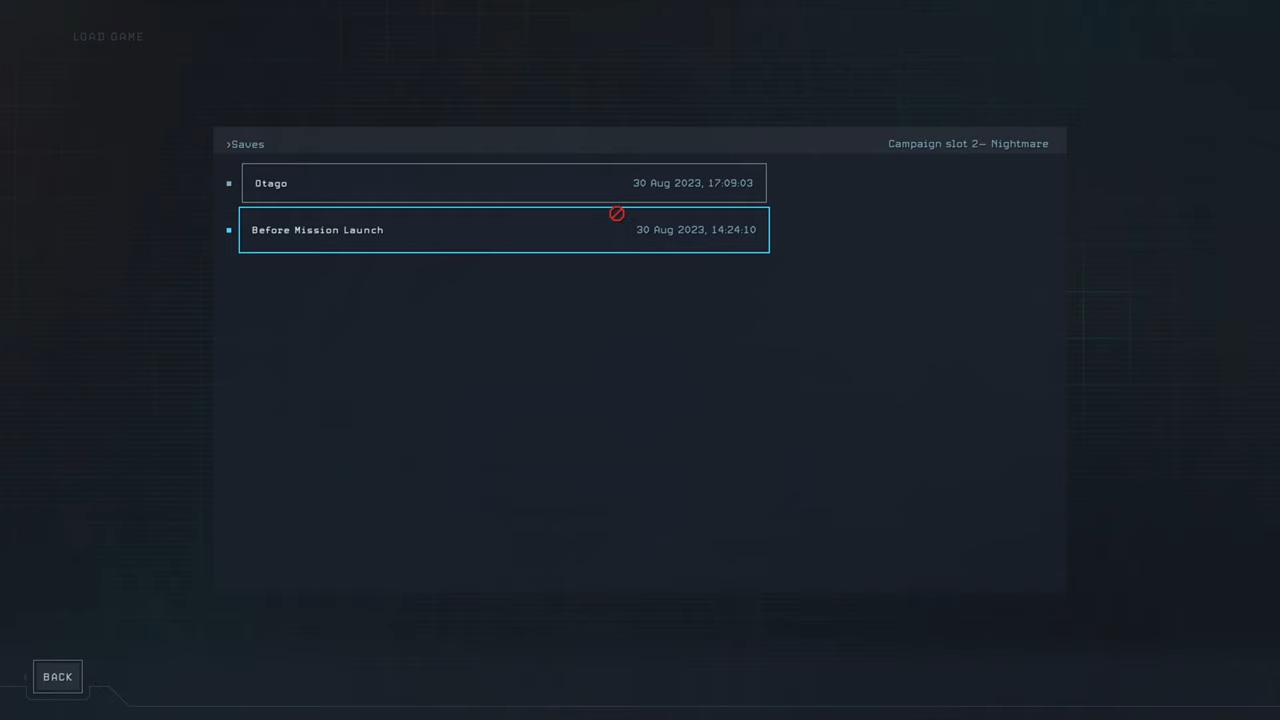 LOAD GAME
›Saves
Campaign slot 2– Nightmare
Otago
30 Aug 2023, 17:09:03
Before Mission Launch
30 Aug 2023, 14:24:10
BACK